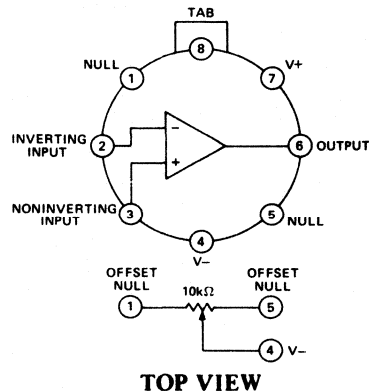 TAB
8
NULL
1
7
V+
INVERTING
INPUT
2
−
+
6
OUTPUT
NONINVERTING
INPUT
3
5
NULL
4
V−
OFFSET
NULL
OFFSET
NULL
10kΩ
1
5
4
V−
TOP VIEW